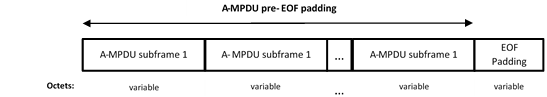 A-MPDU pre-EOF padding
A-MPDU subframe 1 A-MPDU subframe 1 ... A-MPDU subframe 1 EOF Padding
Octets: variable variable ... variable variable